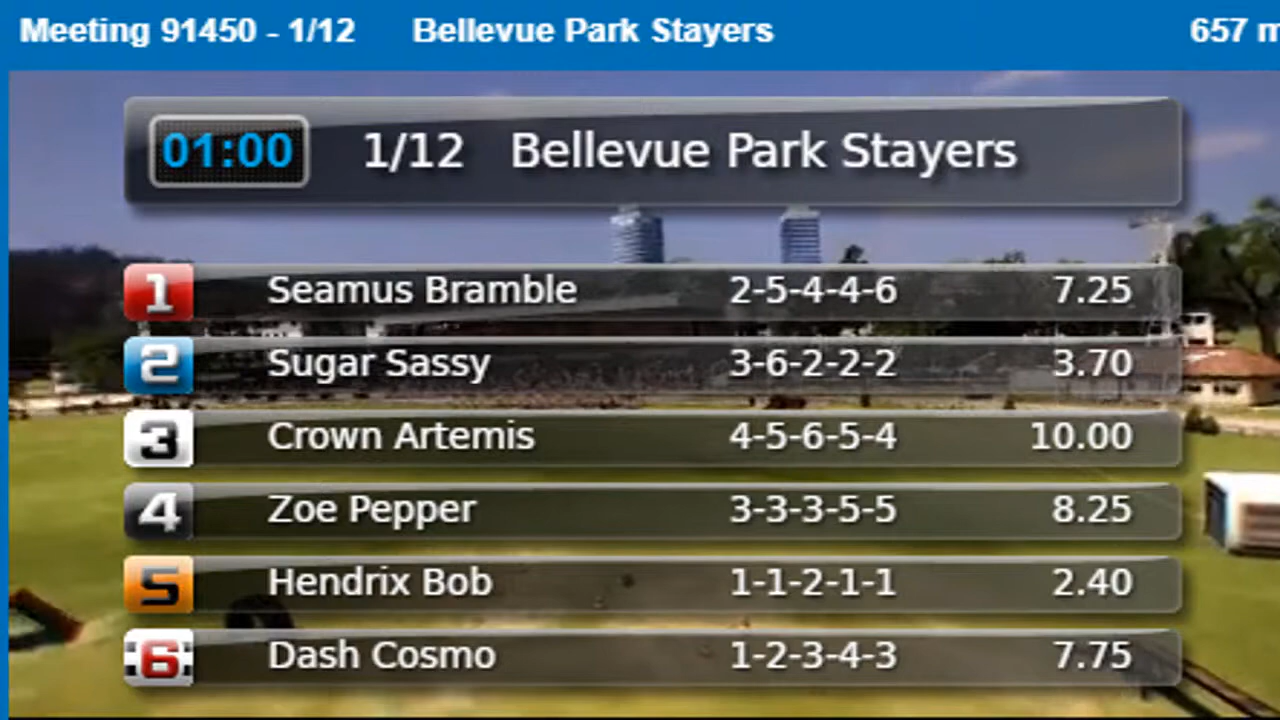 Meeting 91450 - 1/12 Bellevue Park Stayers 657 m
01:00 1/12 Bellevue Park Stayers
1 Seamus Bramble 2-5-4-4-6 7.25
2 Sugar Sassy 3-6-2-2-2 3.70
3 Crown Artemis 4-5-6-5-4 10.00
4 Zoe Pepper 3-3-3-5-5 8.25
5 Hendrix Bob 1-1-2-1-1 2.40
6 Dash Cosmo 1-2-3-4-3 7.75